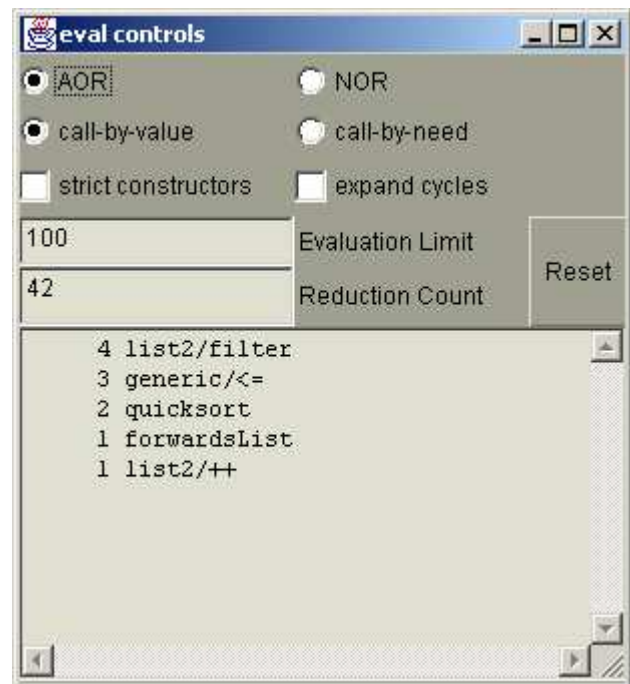 eval controls
AOR NOR
call-by-value call-by-need
strict constructors expand cycles
100 Evaluation Limit
42 Reduction Count Reset
4 list2/filter
3 generic/<=
2 quicksort
1 forwardsList
1 list2/++